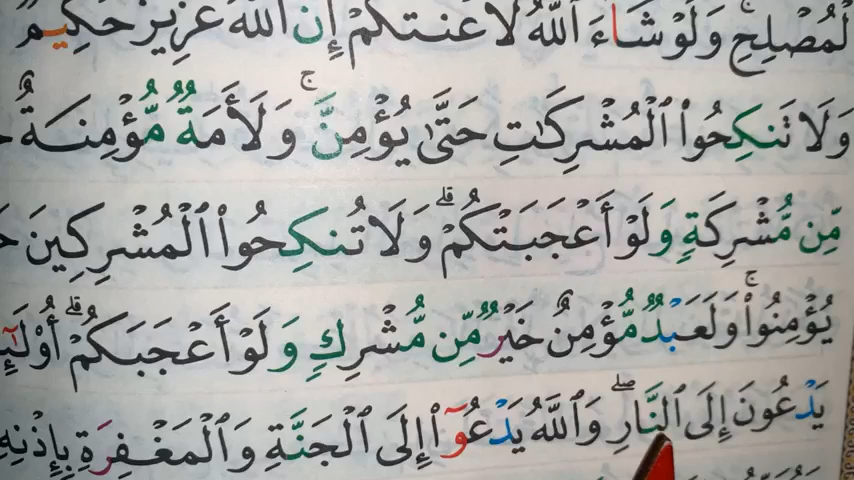 ٱلْمُصْلِحِ ۚ وَلَوْ شَآءَ ٱللَّهُ لَأَعْنَتَكُمْ إِنَّ ٱللَّهَ عَزِيزٌ حَكِيمٌ
وَلَا تَنكِحُوا۟ ٱلْمُشْرِكَٰتِ حَتَّىٰ يُؤْمِنَّ ۚ وَلَأَمَةٌ مُّؤْمِنَةٌ
مِّن مُّشْرِكَةٍ وَلَوْ أَعْجَبَتْكُمْ ۗ وَلَا تُنكِحُوا۟ ٱلْمُشْرِكِينَ
يُؤْمِنُوا۟ ۚ وَلَعَبْدٌ مُّؤْمِنٌ خَيْرٌ مِّن مُّشْرِكٍ وَلَوْ أَعْجَبَكُمْ ۗ
يَدْعُونَ إِلَى ٱلنَّارِ ۖ وَٱللَّهُ يَدْعُوٓا۟ إِلَى ٱلْجَنَّةِ وَٱلْمَغْفِرَةِ بِإِذْنِهِ